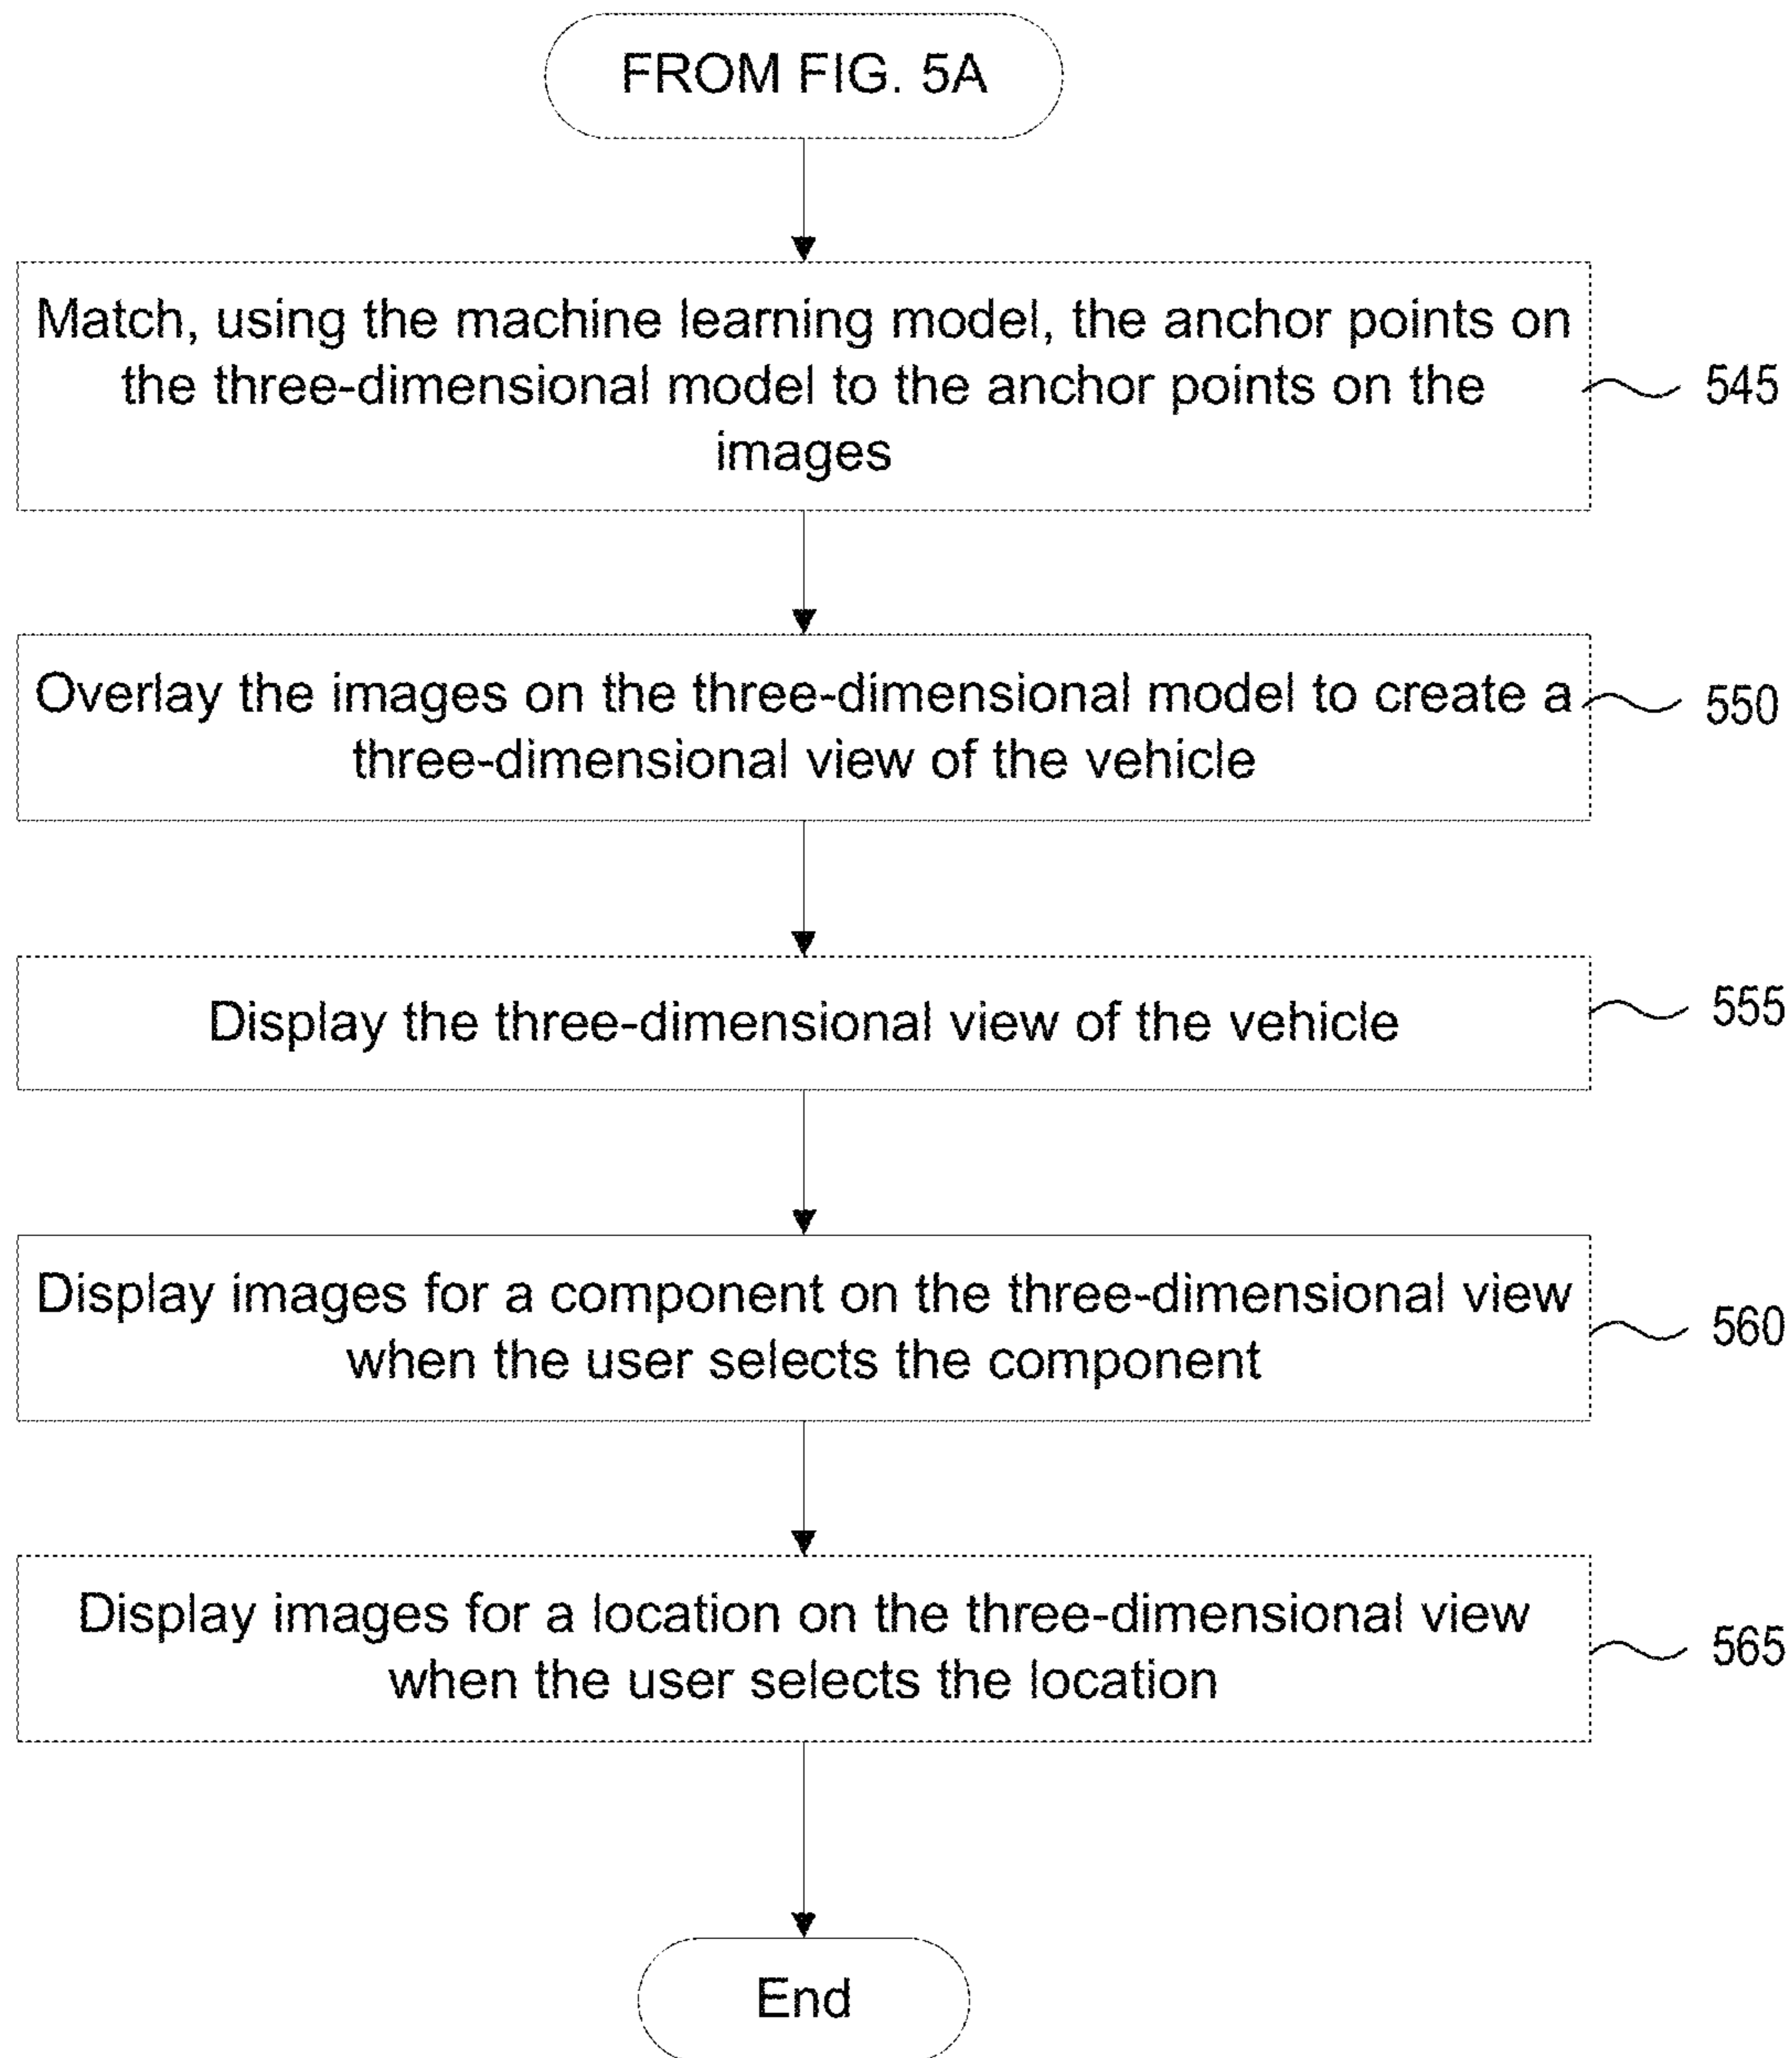 FROM FIG. 5A
Match, using the machine learning model, the anchor points on
the three-dimensional model to the anchor points on the
images
545
Overlay the images on the three-dimensional model to create a
three-dimensional view of the vehicle
550
Display the three-dimensional view of the vehicle
555
Display images for a component on the three-dimensional view
when the user selects the component
560
Display images for a location on the three-dimensional view
when the user selects the location
565
End